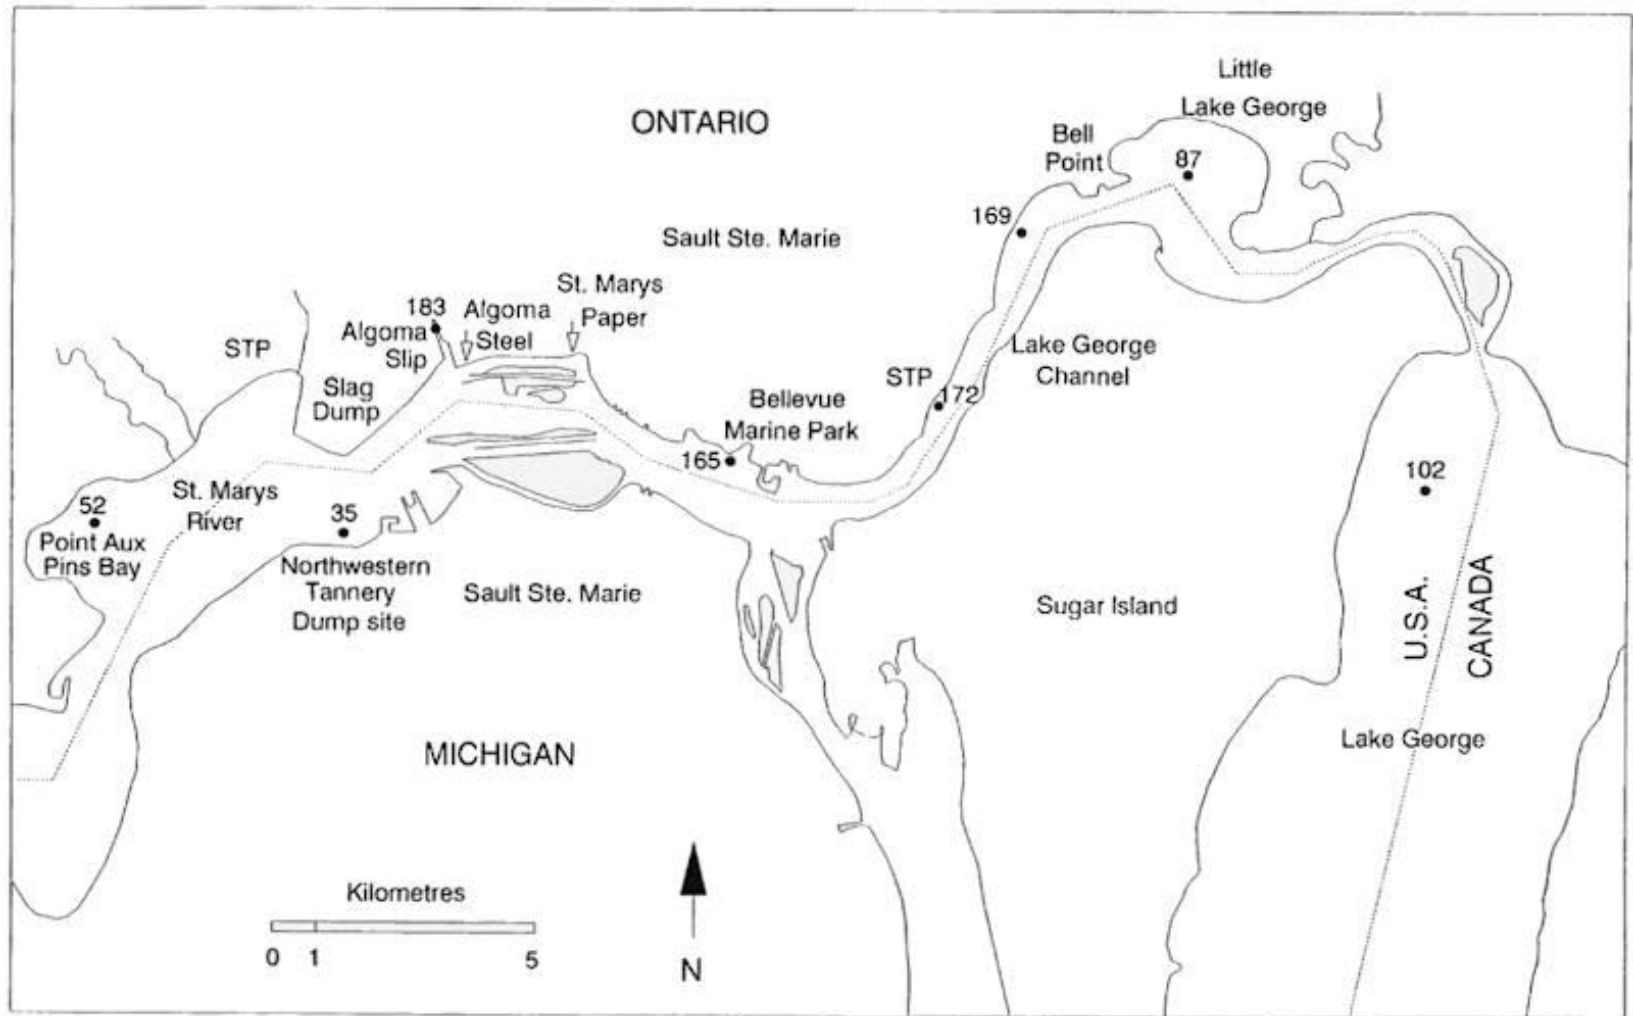 Little
Lake George
ONTARIO
Bell
Point
87
169
Sault Ste. Marie
St. Marys
Paper
183
Algoma
Steel
Algoma
Slip
STP
Slag
Dump
Lake George
Channel
STP
172
Bellevue
Marine Park
165
102
St. Marys
River
52
Point Aux
Pins Bay
35
Northwestern
Tannery
Dump site
Sault Ste. Marie
Sugar Island
U.S.A.
CANADA
Lake George
MICHIGAN
Kilometres
0 1 5
N